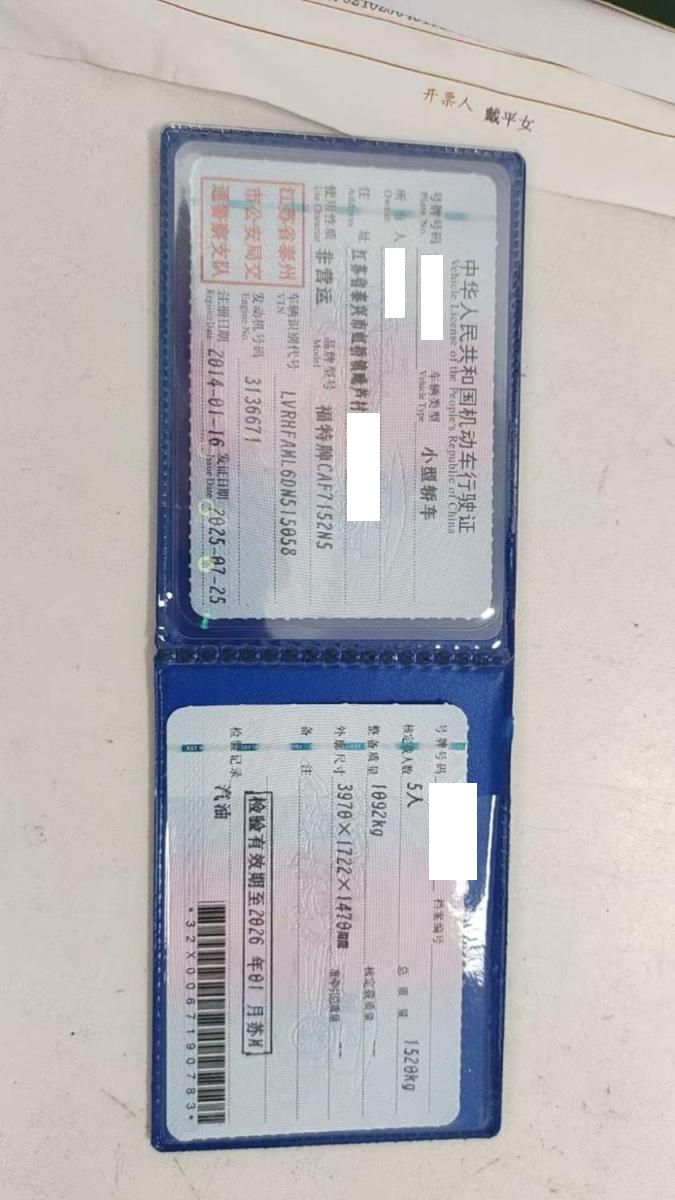 开票人 戴平女
中华人民共和国机动车行驶证
Vehicle License of the People's Republic of China
号牌号码
Plate No.
车辆类型 小型轿车
Vehicle Type
所有人
Owner
住址 江苏省泰兴市虹桥镇
Address
使用性质 非营运 品牌型号 福特牌CAF7152N5
Use Character Model
江苏省泰州
市公安局交
通警察支队
车辆识别代号 LVRHFAML6DN515058
VIN
发动机号码 3136671
Engine No.
注册日期 2014-01-16 发证日期 2025-07-25
Register Date Issue Date
号牌号码 档案编号
核定载人数 5人 总质量 1520kg
整备质量 1092kg 核定载质量 --
外廓尺寸 3970×1722×1470mm 准牵引总质量 --
备注
检验有效期至2026 年01 月苏M
检验记录
汽油
*32X0067190783*